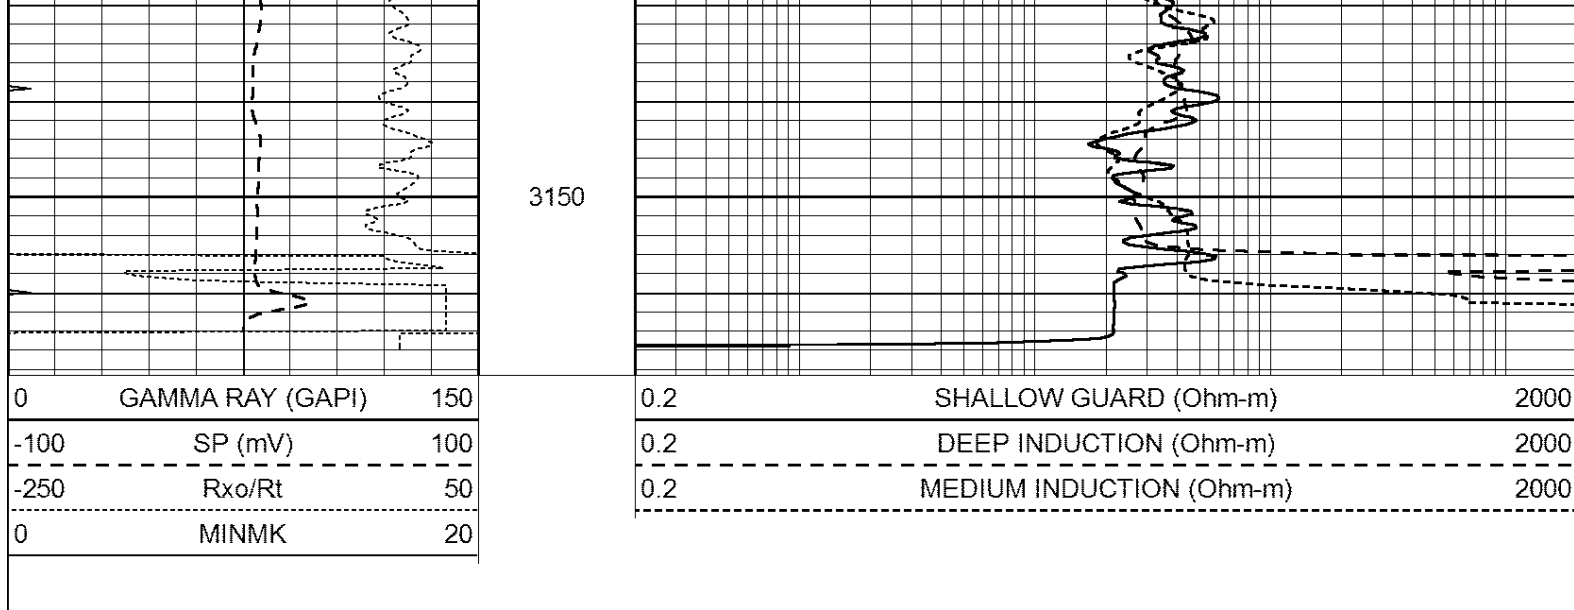 3150
0 GAMMA RAY (GAPI) 150
0.2 SHALLOW GUARD (Ohm-m) 2000
-100 SP (mV) 100
0.2 DEEP INDUCTION (Ohm-m) 2000
-250 Rxo/Rt 50
0.2 MEDIUM INDUCTION (Ohm-m) 2000
0 MINMK 20